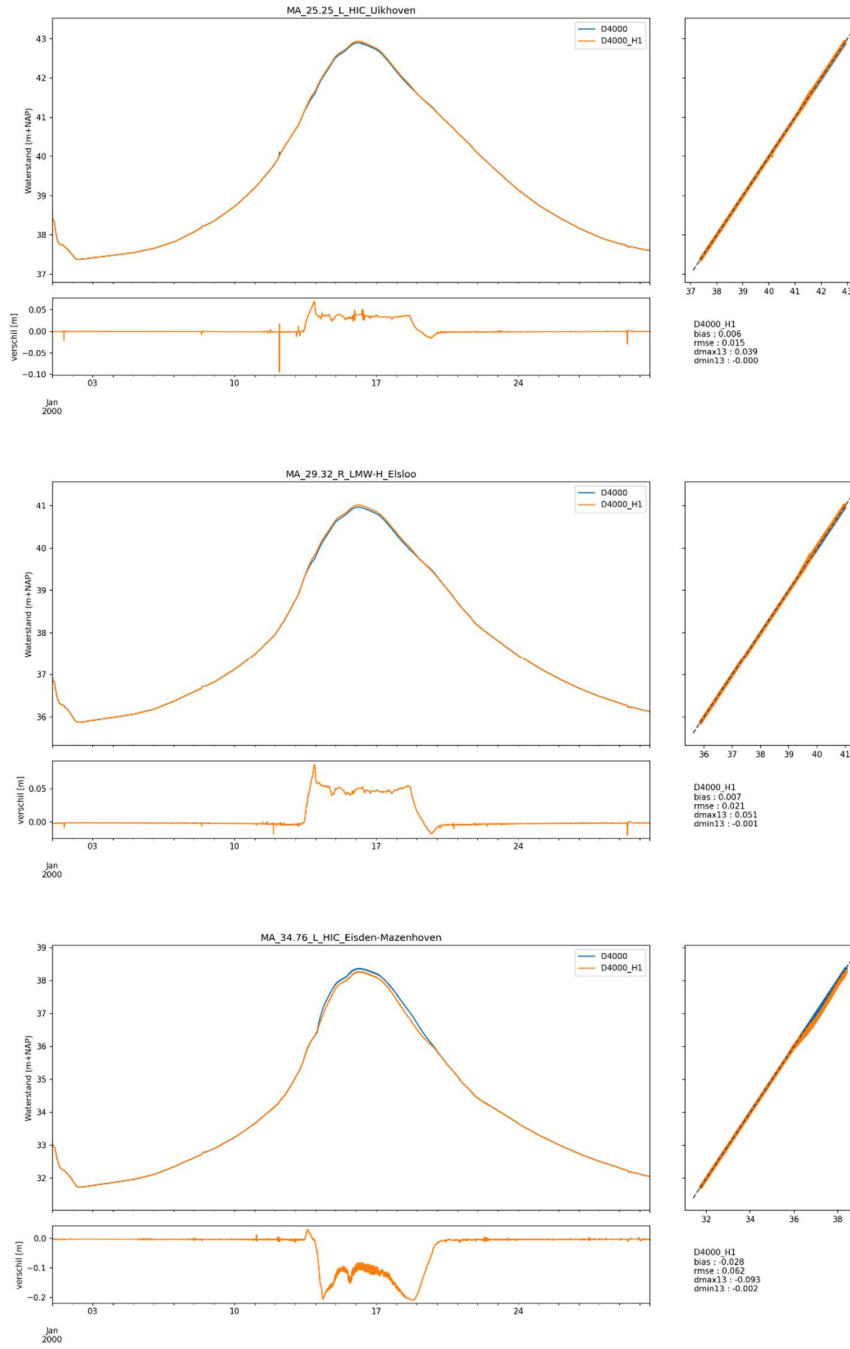 MA_25.25_L_HIC_Uikhoven
D4000
D4000_H1
Waterstand (m+NAP)
43
42
41
40
39
38
37
37 38 39 40 41 42 43
verschil [m]
0.05
0.00
−0.05
−0.10
03 10 17 24
Jan
2000
D4000_H1
bias : 0.006
rmse : 0.015
dmax13 : 0.039
dmin13 : -0.000
MA_29.32_R_LMW-H_Elsloo
D4000
D4000_H1
Waterstand (m+NAP)
41
40
39
38
37
36
36 37 38 39 40 41
verschil [m]
0.05
0.00
03 10 17 24
Jan
2000
D4000_H1
bias : 0.007
rmse : 0.021
dmax13 : 0.051
dmin13 : -0.001
MA_34.76_L_HIC_Eisden-Mazenhoven
D4000
D4000_H1
Waterstand (m+NAP)
39
38
37
36
35
34
33
32
32 34 36 38
verschil [m]
0.0
−0.1
−0.2
03 10 17 24
Jan
2000
D4000_H1
bias : -0.028
rmse : 0.062
dmax13 : -0.093
dmin13 : -0.002